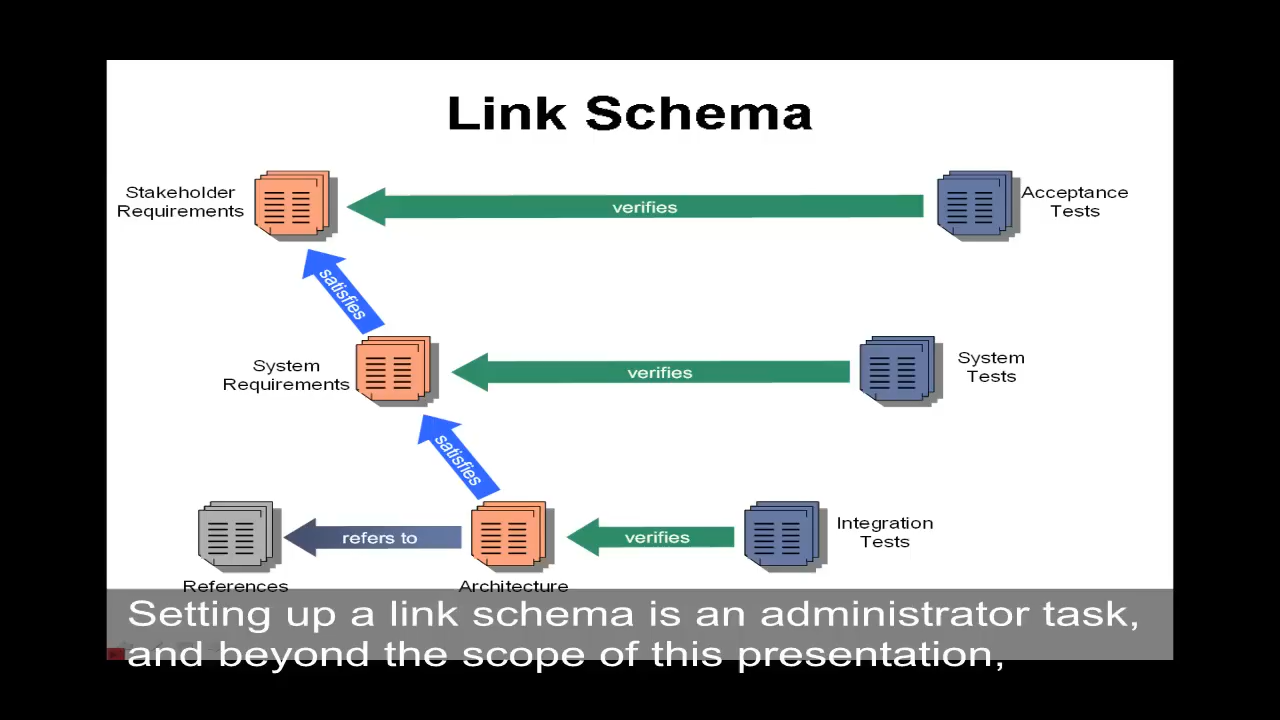 Link Schema
Stakeholder
Requirements
verifies
Acceptance
Tests
satisfies
System
Requirements
verifies
System
Tests
satisfies
refers to
verifies
Integration
Tests
References
Architecture
Setting up a link schema is an administrator task,
and beyond the scope of this presentation,